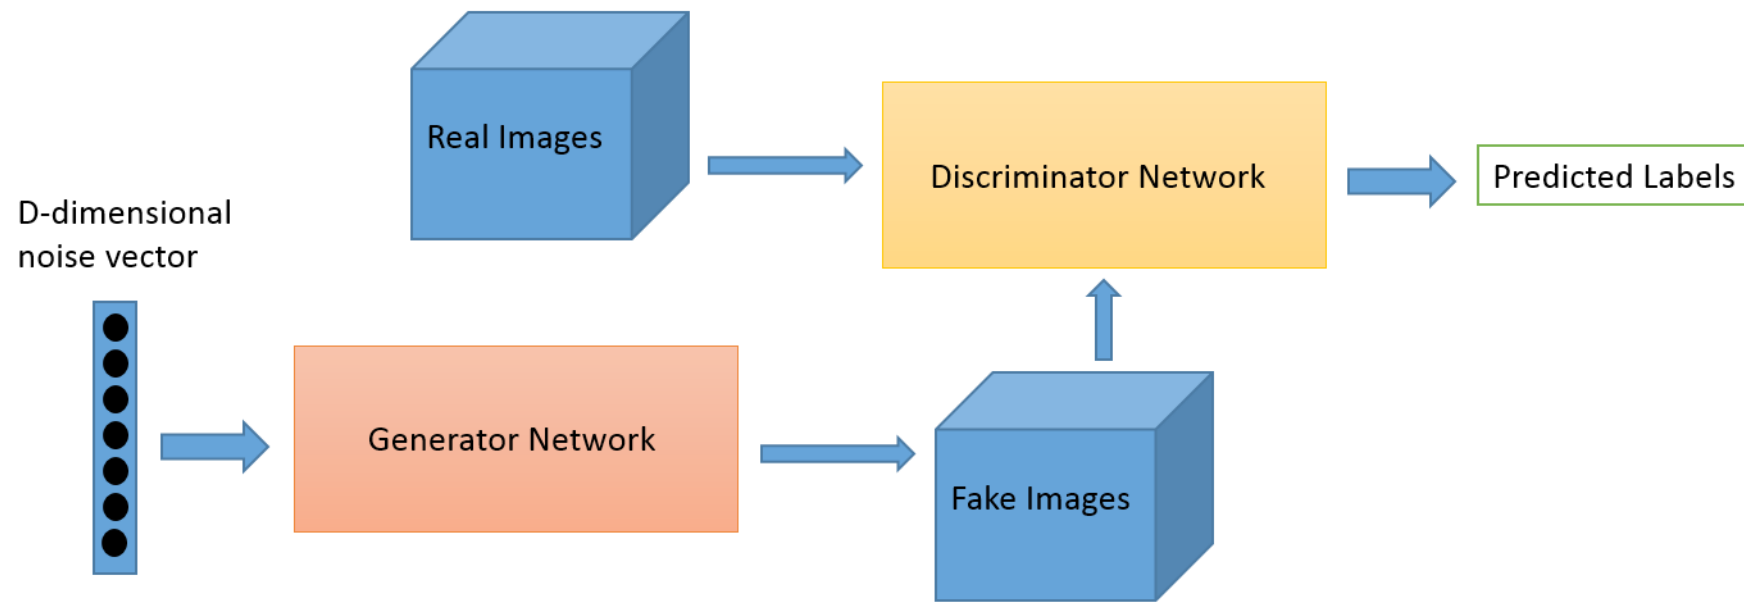 Real Images
Discriminator Network
Predicted Labels
D-dimensional
noise vector
Generator Network
Fake Images